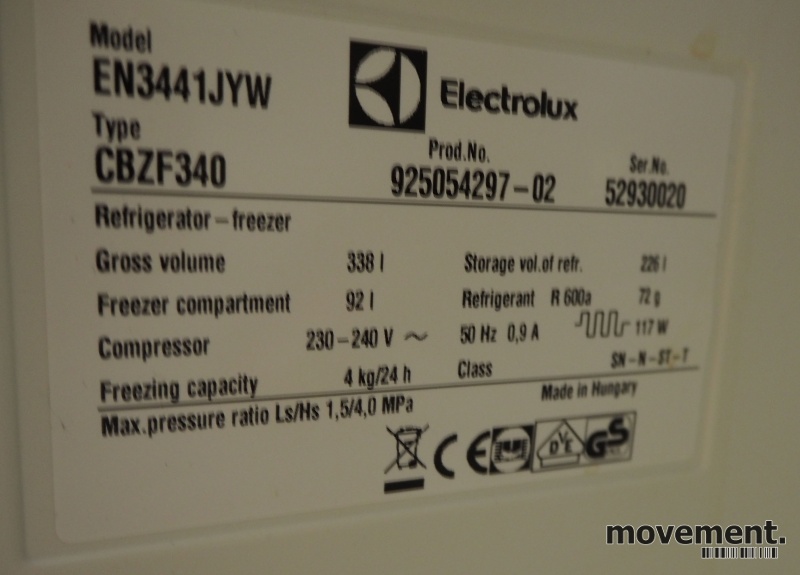 Model
EN3441JYW
Electrolux
Type
CBZF340
Prod.No.
925054297-02
Ser.No.
52930020
Refrigerator-freezer
Gross volume 338 l Storage vol.of refr. 226 l
Freezer compartment 92 l Refrigerant R 600a 72 g
Compressor 230-240 V ~ 50 Hz 0,9 A 117 W
Freezing capacity 4 kg/24 h Class SN-N-ST-T
Max.pressure ratio Ls/Hs 1,5/4,0 MPa Made in Hungary
CE DVE GS
movement.